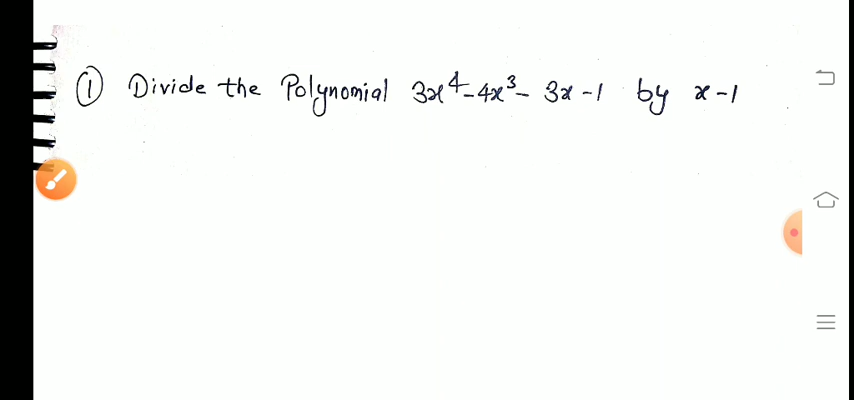 ① Divide the Polynomial 3x⁴-4x³- 3x -1 by x -1